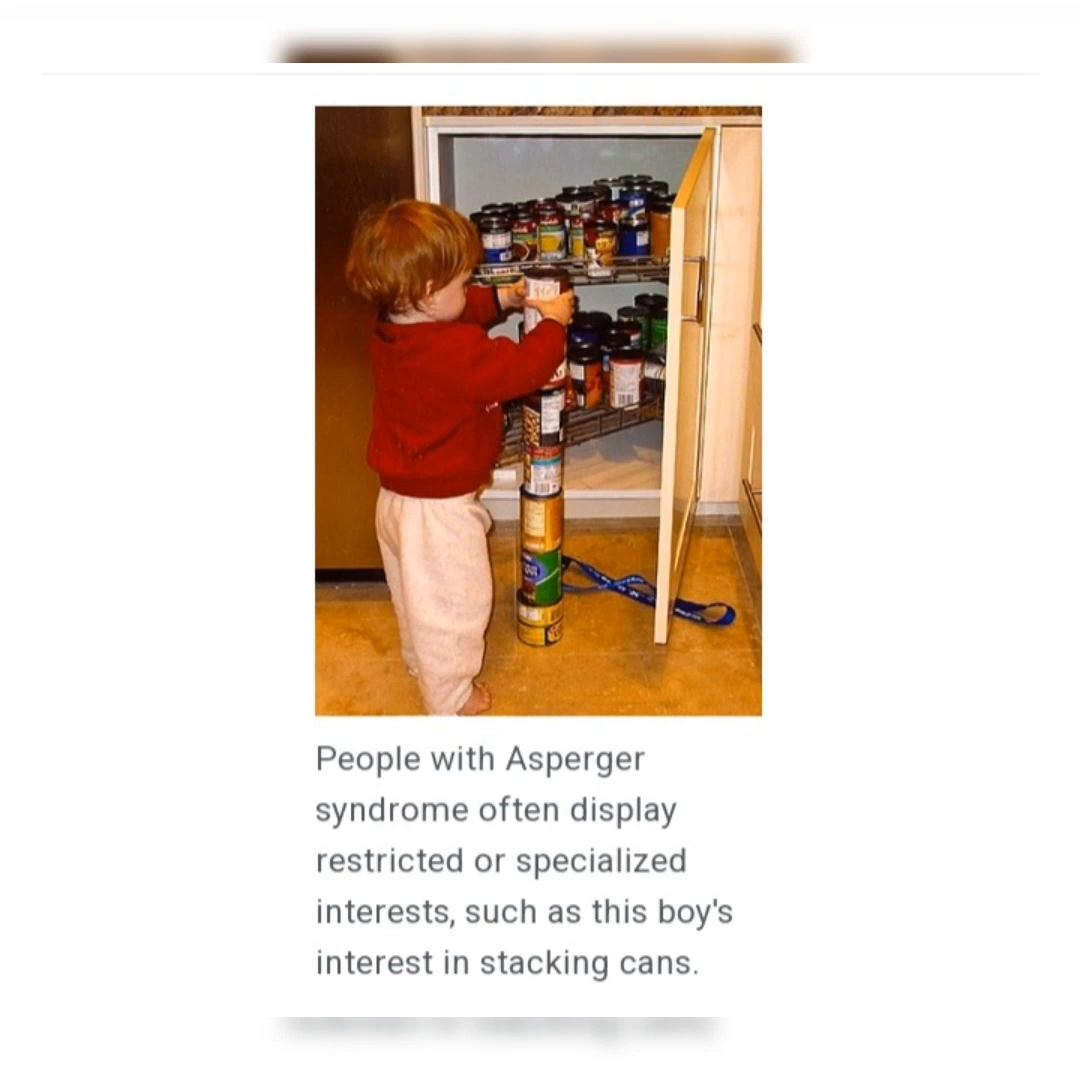 People with Asperger
syndrome often display
restricted or specialized
interests, such as this boy's
interest in stacking cans.